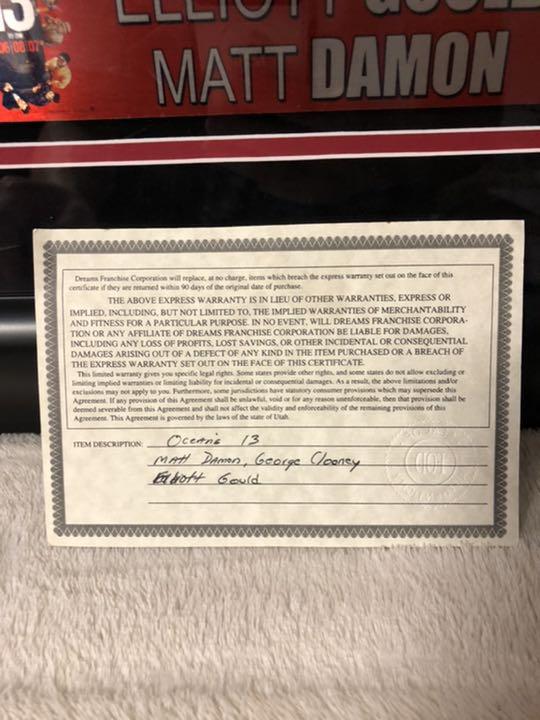 13
06·08·07
ELLIOTT GOULD
MATT DAMON
Dreams Franchise Corporation will replace, at no charge, items which breach the express warranty set out on the face of this
certificate if they are returned within 90 days of the original date of purchase.
THE ABOVE EXPRESS WARRANTY IS IN LIEU OF OTHER WARRANTIES, EXPRESS OR
IMPLIED, INCLUDING, BUT NOT LIMITED TO, THE IMPLIED WARRANTIES OF MERCHANTABILITY
AND FITNESS FOR A PARTICULAR PURPOSE. IN NO EVENT, WILL DREAMS FRANCHISE CORPORA-
TION OR ANY AFFILIATE OF DREAMS FRANCHISE CORPORATION BE LIABLE FOR DAMAGES,
INCLUDING ANY LOSS OF PROFITS, LOST SAVINGS, OR OTHER INCIDENTAL OR CONSEQUENTIAL
DAMAGES ARISING OUT OF A DEFECT OF ANY KIND IN THE ITEM PURCHASED OR A BREACH OF
THE EXPRESS WARRANTY SET OUT ON THE FACE OF THIS CERTIFICATE.
This limited warranty gives you specific legal rights. Some states provide other rights, and some states do not allow excluding or
limiting implied warranties or limiting liability for incidental or consequential damages. As a result, the above limitations and/or
exclusions may not apply to you. Furthermore, some jurisdictions have statutory consumer provisions which may supersede this
Agreement. If any provision of this Agreement shall be unlawful, void or for any reason unenforceable, then that provision shall be
deemed severable from this Agreement and shall not affect the validity and enforceability of the remaining provisions of this
Agreement. This Agreement is governed by the laws of the state of Utah.
ITEM DESCRIPTION: Oceans 13
Matt Damon, George Clooney
Elliott Gould